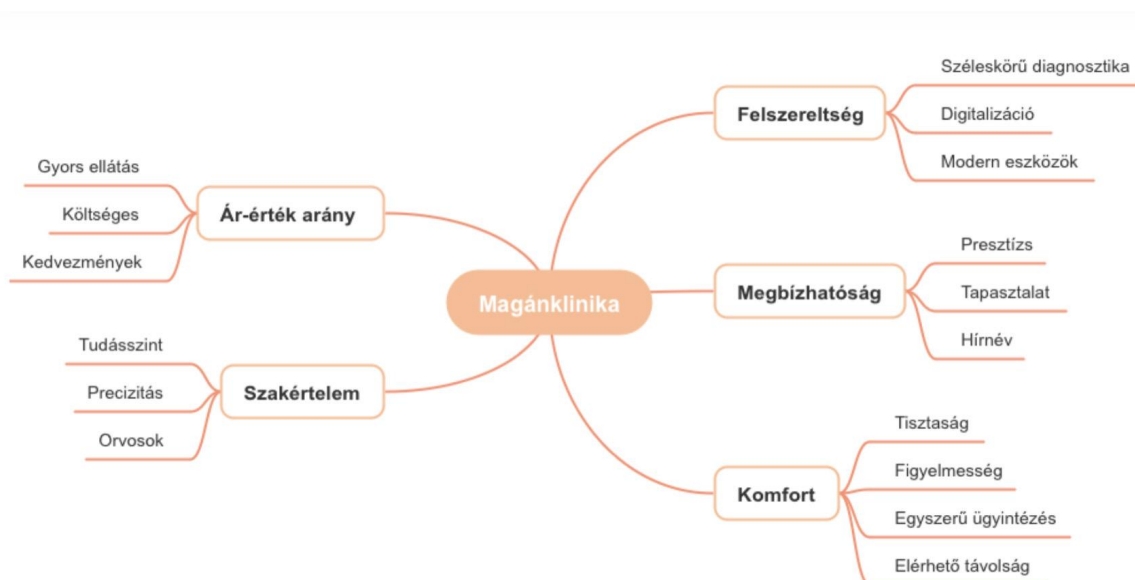 Magánklinika
Felszereltség
Széleskörű diagnosztika
Digitalizáció
Modern eszközök
Megbízhatóság
Presztízs
Tapasztalat
Hírnév
Komfort
Tisztaság
Figyelmesség
Egyszerű ügyintézés
Elérhető távolság
Ár-érték arány
Gyors ellátás
Költséges
Kedvezmények
Szakértelem
Tudásszint
Precizitás
Orvosok